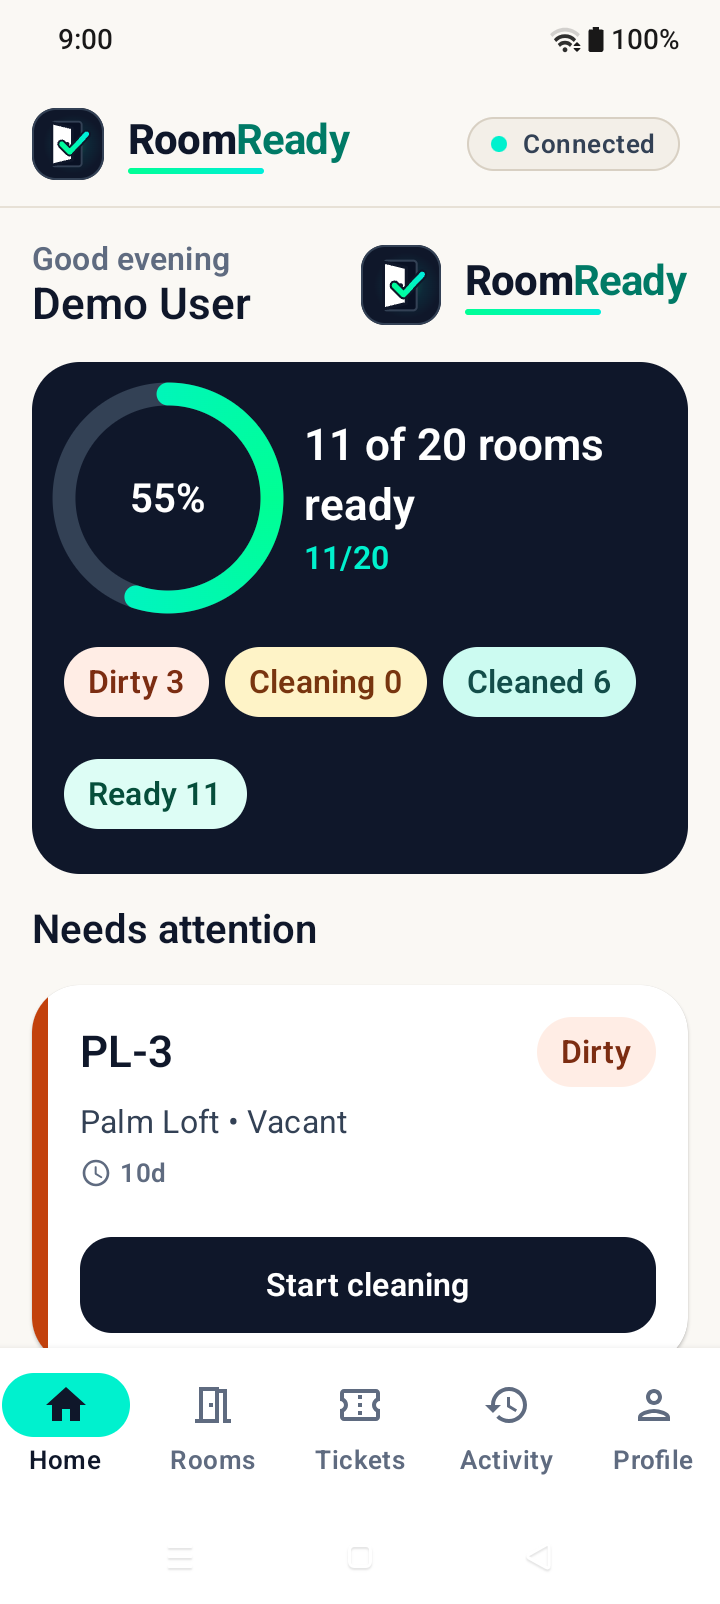 9:00
100%
RoomReady
Connected
Good evening
Demo User
RoomReady
55%
11 of 20 rooms
ready
11/20
Dirty 3
Cleaning 0
Cleaned 6
Ready 11
Needs attention
PL-3
Dirty
Palm Loft • Vacant
10d
Start cleaning
Home
Rooms
Tickets
Activity
Profile